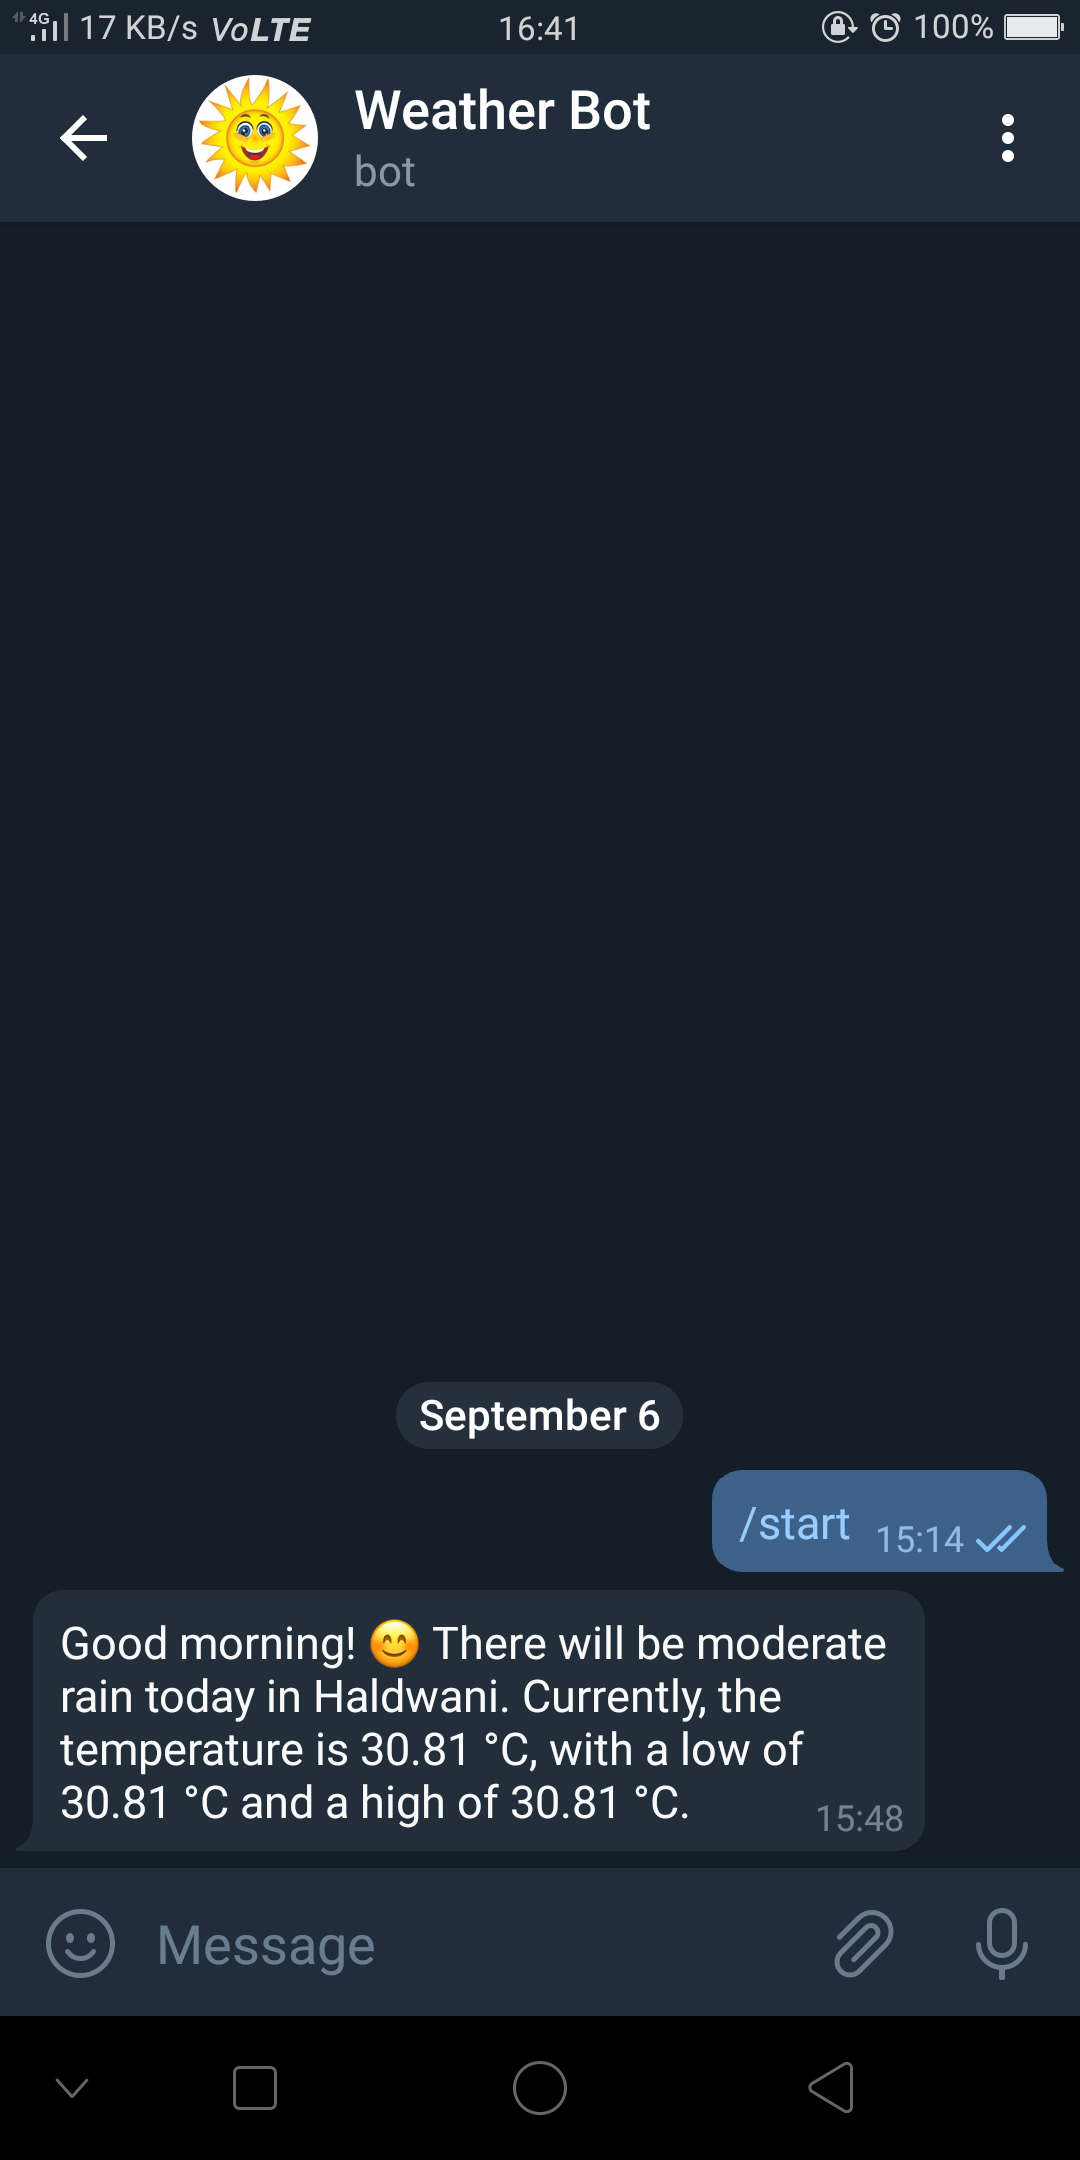 4G 17 KB/s VoLTE 16:41 100%
Weather Bot
bot
September 6
/start 15:14
Good morning! 😊 There will be moderate
rain today in Haldwani. Currently, the
temperature is 30.81 °C, with a low of
30.81 °C and a high of 30.81 °C. 15:48
Message